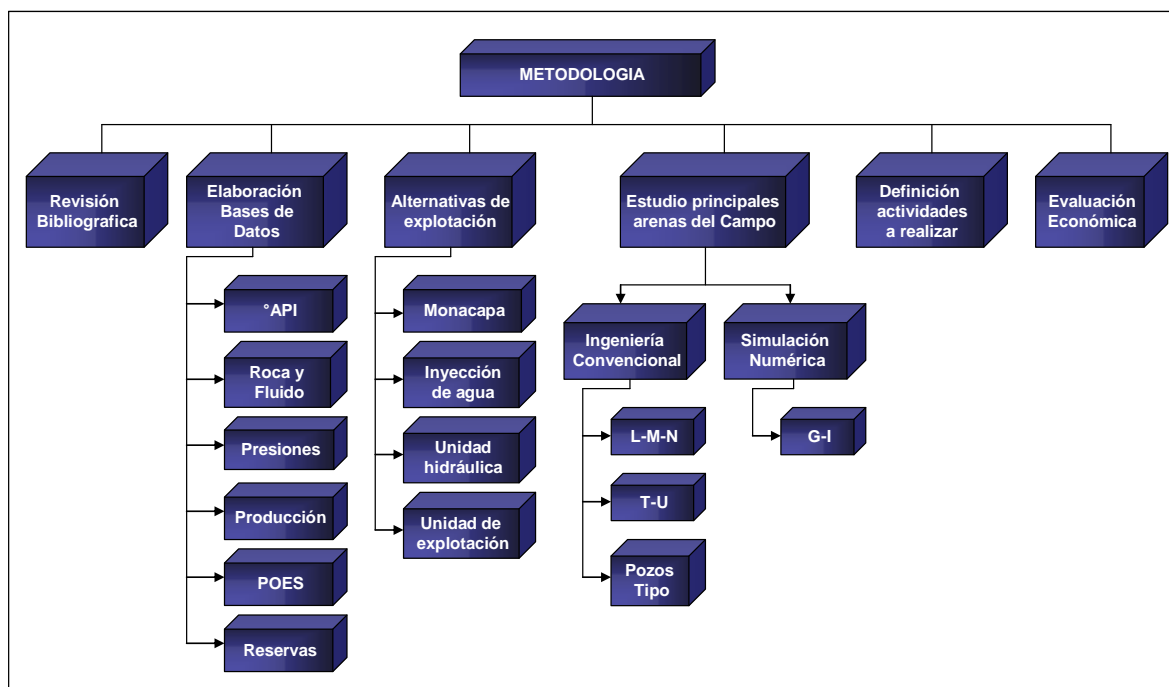 METODOLOGIA
Revisión
Bibliografica
Elaboración
Bases de
Datos
Alternativas de
explotación
Estudio principales
arenas del Campo
Definición
actividades
a realizar
Evaluación
Económica
°API
Roca y
Fluido
Presiones
Producción
POES
Reservas
Monacapa
Inyección
de agua
Unidad
hidráulica
Unidad de
explotación
Ingeniería
Convencional
L-M-N
T-U
Pozos
Tipo
Simulación
Numérica
G-I